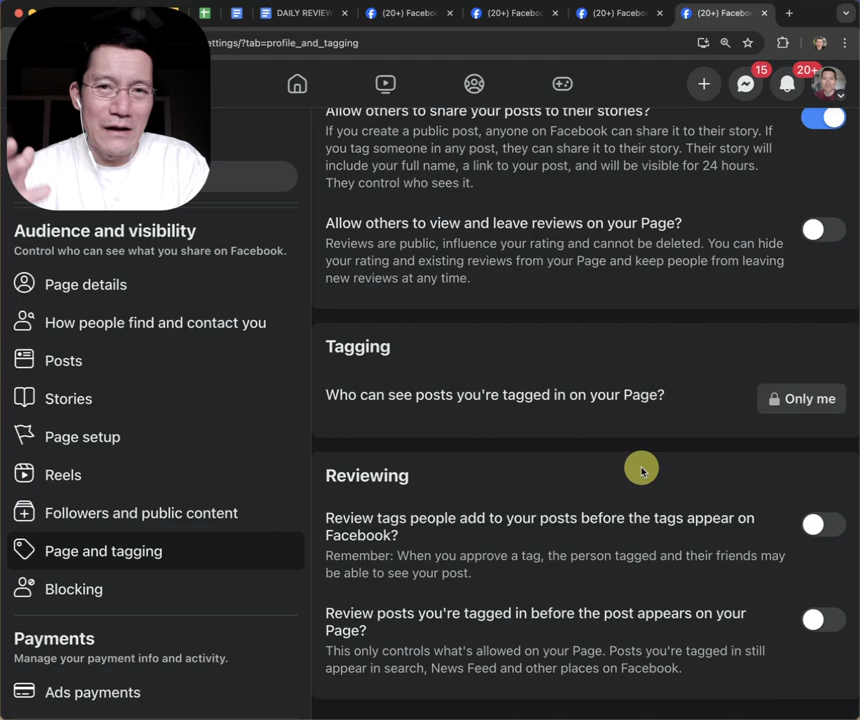 DAILY REVIEW
(20+) Facebo
(20+) Facebo
(20+) Facebo
(20+) Facebo
ettings/?tab=profile_and_tagging
15
20+
Allow others to share your posts to their stories?
If you create a public post, anyone on Facebook can share it to their story. If
you tag someone in any post, they can share it to their story. Their story will
include your full name, a link to your post, and will be visible for 24 hours.
They control who sees it.
Allow others to view and leave reviews on your Page?
Reviews are public, influence your rating and cannot be deleted. You can hide
your rating and existing reviews from your Page and keep people from leaving
new reviews at any time.
Tagging
Who can see posts you're tagged in on your Page?
Only me
Reviewing
Review tags people add to your posts before the tags appear on
Facebook?
Remember: When you approve a tag, the person tagged and their friends may
be able to see your post.
Review posts you're tagged in before the post appears on your
Page?
This only controls what's allowed on your Page. Posts you're tagged in still
appear in search, News Feed and other places on Facebook.
Audience and visibility
Control who can see what you share on Facebook.
Page details
How people find and contact you
Posts
Stories
Page setup
Reels
Followers and public content
Page and tagging
Blocking
Payments
Manage your payment info and activity.
Ads payments